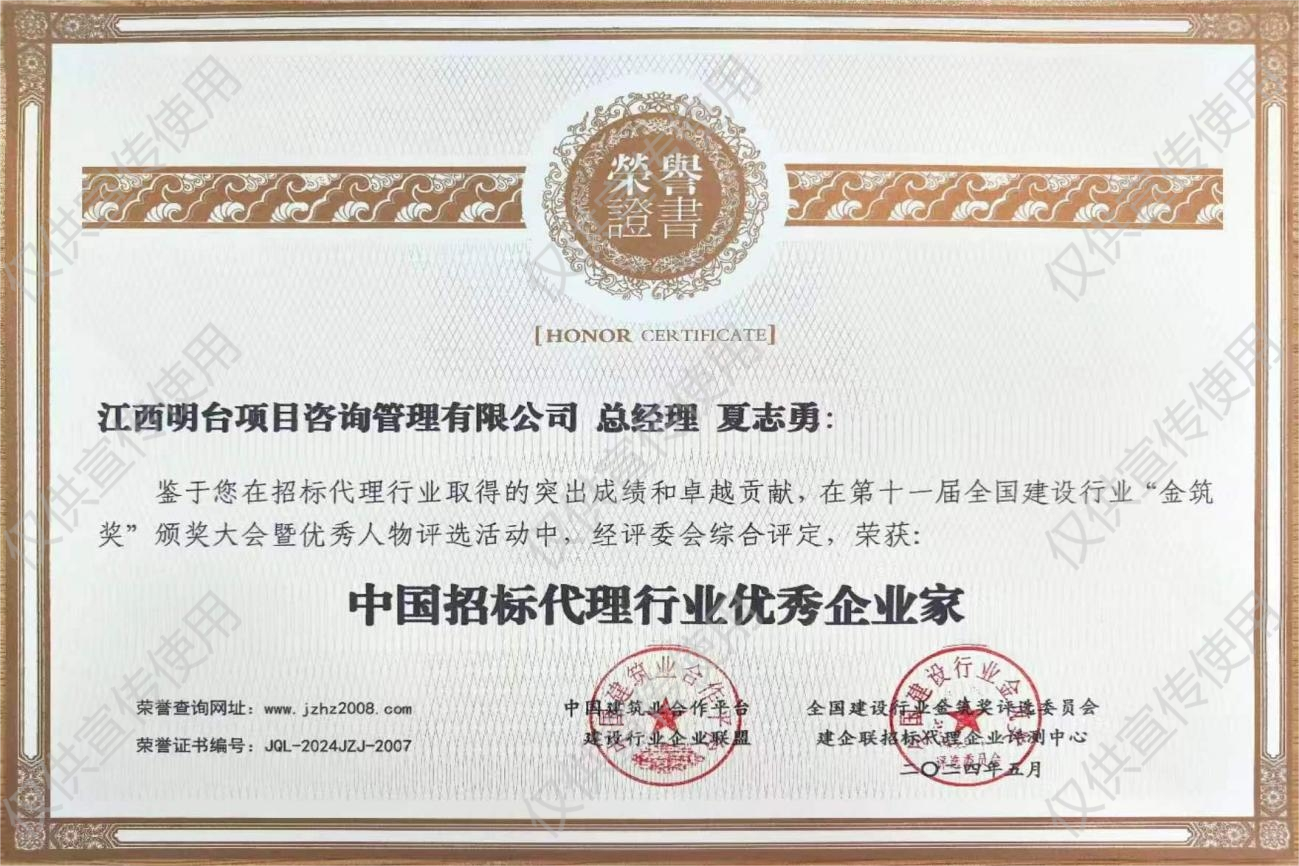 榮譽
證書
[HONOR CERTIFICATE]
江西明台项目咨询管理有限公司 总经理 夏志勇：
鉴于您在招标代理行业取得的突出成绩和卓越贡献，在第十一届全国建设行业“金筑
奖”颁奖大会暨优秀人物评选活动中，经评委会综合评定，荣获：
中国招标代理行业优秀企业家
荣誉查询网址：www.jzhz2008.com
荣誉证书编号：JQL-2024JZJ-2007
中国建筑业合作平台
建设行业企业联盟
全国建设行业金筑奖评选委员会
建企联招标代理企业评测中心
二〇二四年五月
仅供宣传使用